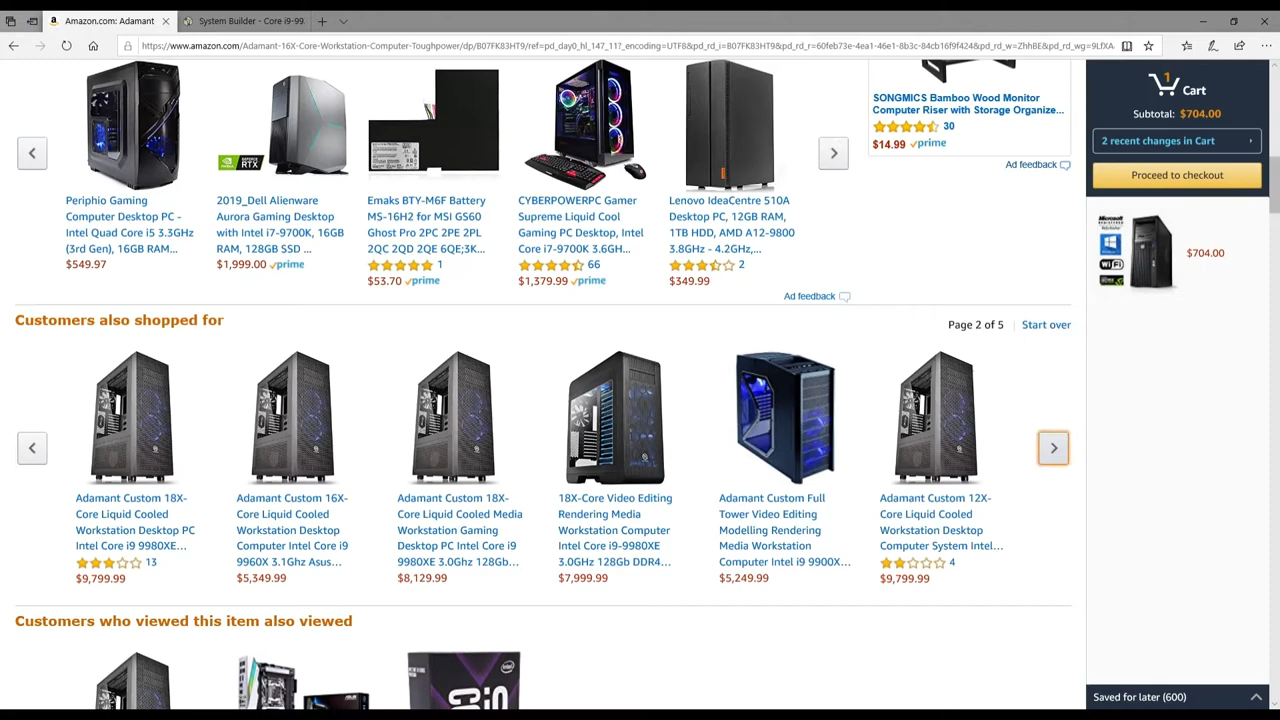 Amazon.com: Adamant
System Builder - Core i9-99
https://www.amazon.com/Adamant-16X-Core-Workstation-Computer-Toughpower/dp/B07FK83HT9/ref=pd_day0_hl_147_11?_encoding=UTF8&pd_rd_i=B07FK83HT9&pd_rd_r=60feb73e-4ea1-46e1-8b3c-84cb16f9f424&pd_rd_w=ZhhBE&pd_rd_wg=9LfXA
Periphio Gaming
Computer Desktop PC -
Intel Quad Core i5 3.3GHz
(3rd Gen), 16GB RAM...
$549.97
2019_Dell Alienware
Aurora Gaming Desktop
with Intel i7-9700K, 16GB
RAM, 128GB SSD ...
$1,999.00 prime
Emaks BTY-M6F Battery
MS-16H2 for MSI GS60
Ghost Pro 2PC 2PE 2PL
2QC 2QD 2QE 6QE;3K...
1
$53.70 prime
CYBERPOWERPC Gamer
Supreme Liquid Cool
Gaming Desktop, Intel
Core i7-9700K 3.6GH...
66
$1,379.99 prime
Lenovo IdeaCentre 510A
Desktop PC, 12GB RAM,
1TB HDD, AMD A12-9800
3.8GHz - 4.2GHz,...
2
$349.99
Ad feedback
SONGMICS Bamboo Wood Monitor
Computer Riser with Storage Organize...
30
$14.99 prime
Ad feedback
1
Cart
Subtotal: $704.00
2 recent changes in Cart
Proceed to checkout
Microsoft
Windows
WiFi
$704.00
Customers also shopped for
Page 2 of 5
Start over
Adamant Custom 18X-
Core Liquid Cooled
Workstation Desktop PC
Intel Core i9 9980XE...
13
$9,799.99
Adamant Custom 16X-
Core Liquid Cooled
Workstation Desktop
Computer Intel Core i9
9960X 3.1Ghz Asus...
$5,349.99
Adamant Custom 18X-
Core Liquid Cooled Media
Workstation Gaming
Desktop PC Intel Core i9
9980XE 3.0Ghz 128Gb...
$8,129.99
18X-Core Video Editing
Rendering Media
Workstation Computer
Intel Core i9-9980XE
3.0GHz 128Gb DDR4...
$7,999.99
Adamant Custom Full
Tower Video Editing
Modelling Rendering
Media Workstation
Computer Intel i9 9900X...
$5,249.99
Adamant Custom 12X-
Core Liquid Cooled
Workstation Desktop
Computer System Intel...
4
$9,799.99
Customers who viewed this item also viewed
intel
Saved for later (600)